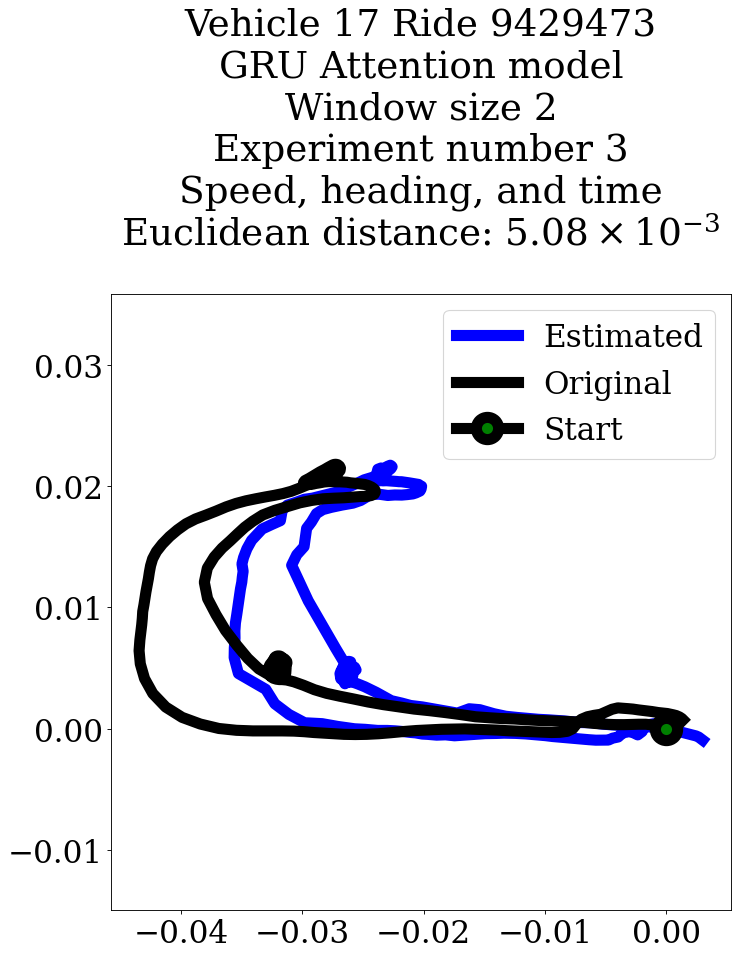 Vehicle 17 Ride 9429473
GRU Attention model
Window size 2
Experiment number 3
Speed, heading, and time
Euclidean distance: 5.08 × 10⁻³
Estimated
Original
Start
0.03
0.02
0.01
0.00
−0.01
−0.04
−0.03
−0.02
−0.01
0.00